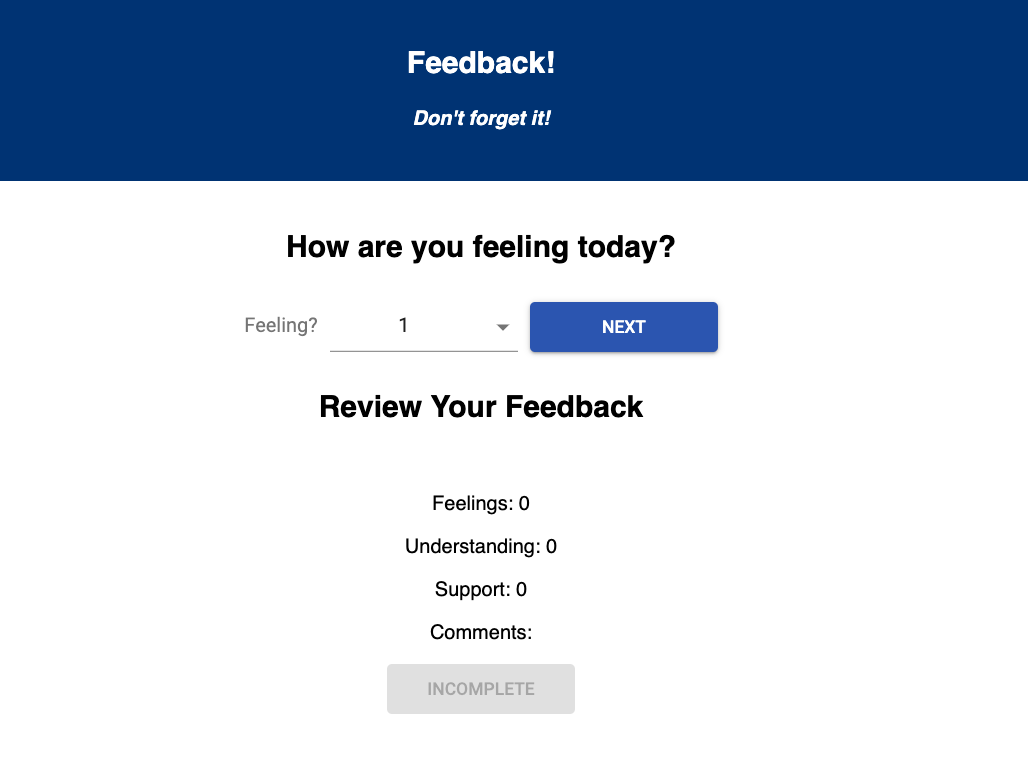 Feedback!
Don't forget it!
How are you feeling today?
Feeling? 1 NEXT
Review Your Feedback
Feelings: 0
Understanding: 0
Support: 0
Comments:
INCOMPLETE